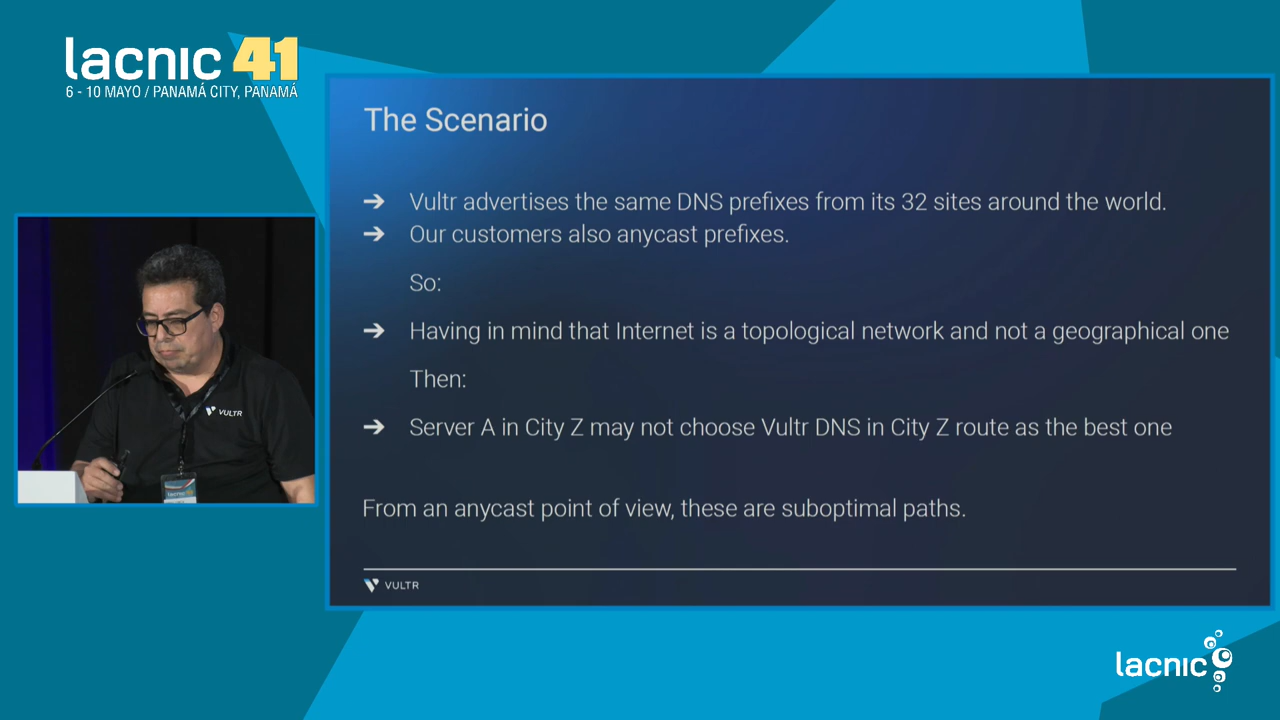 lacnic 41
6 - 10 MAYO / PANAMÁ CITY, PANAMÁ
The Scenario
➔ Vultr advertises the same DNS prefixes from its 32 sites around the world.
➔ Our customers also anycast prefixes.
So:
➔ Having in mind that Internet is a topological network and not a geographical one
Then:
➔ Server A in City Z may not choose Vultr DNS in City Z route as the best one
From an anycast point of view, these are suboptimal paths.
VULTR
VULTR
lacnic